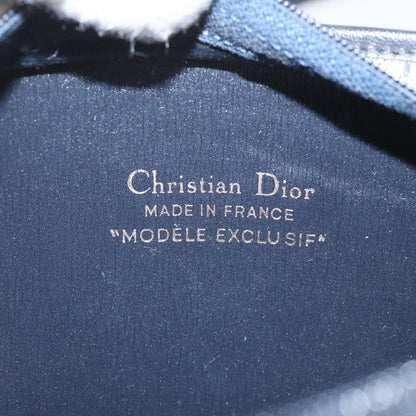 Christian Dior
MADE IN FRANCE
"MODÈLE EXCLUSIF"